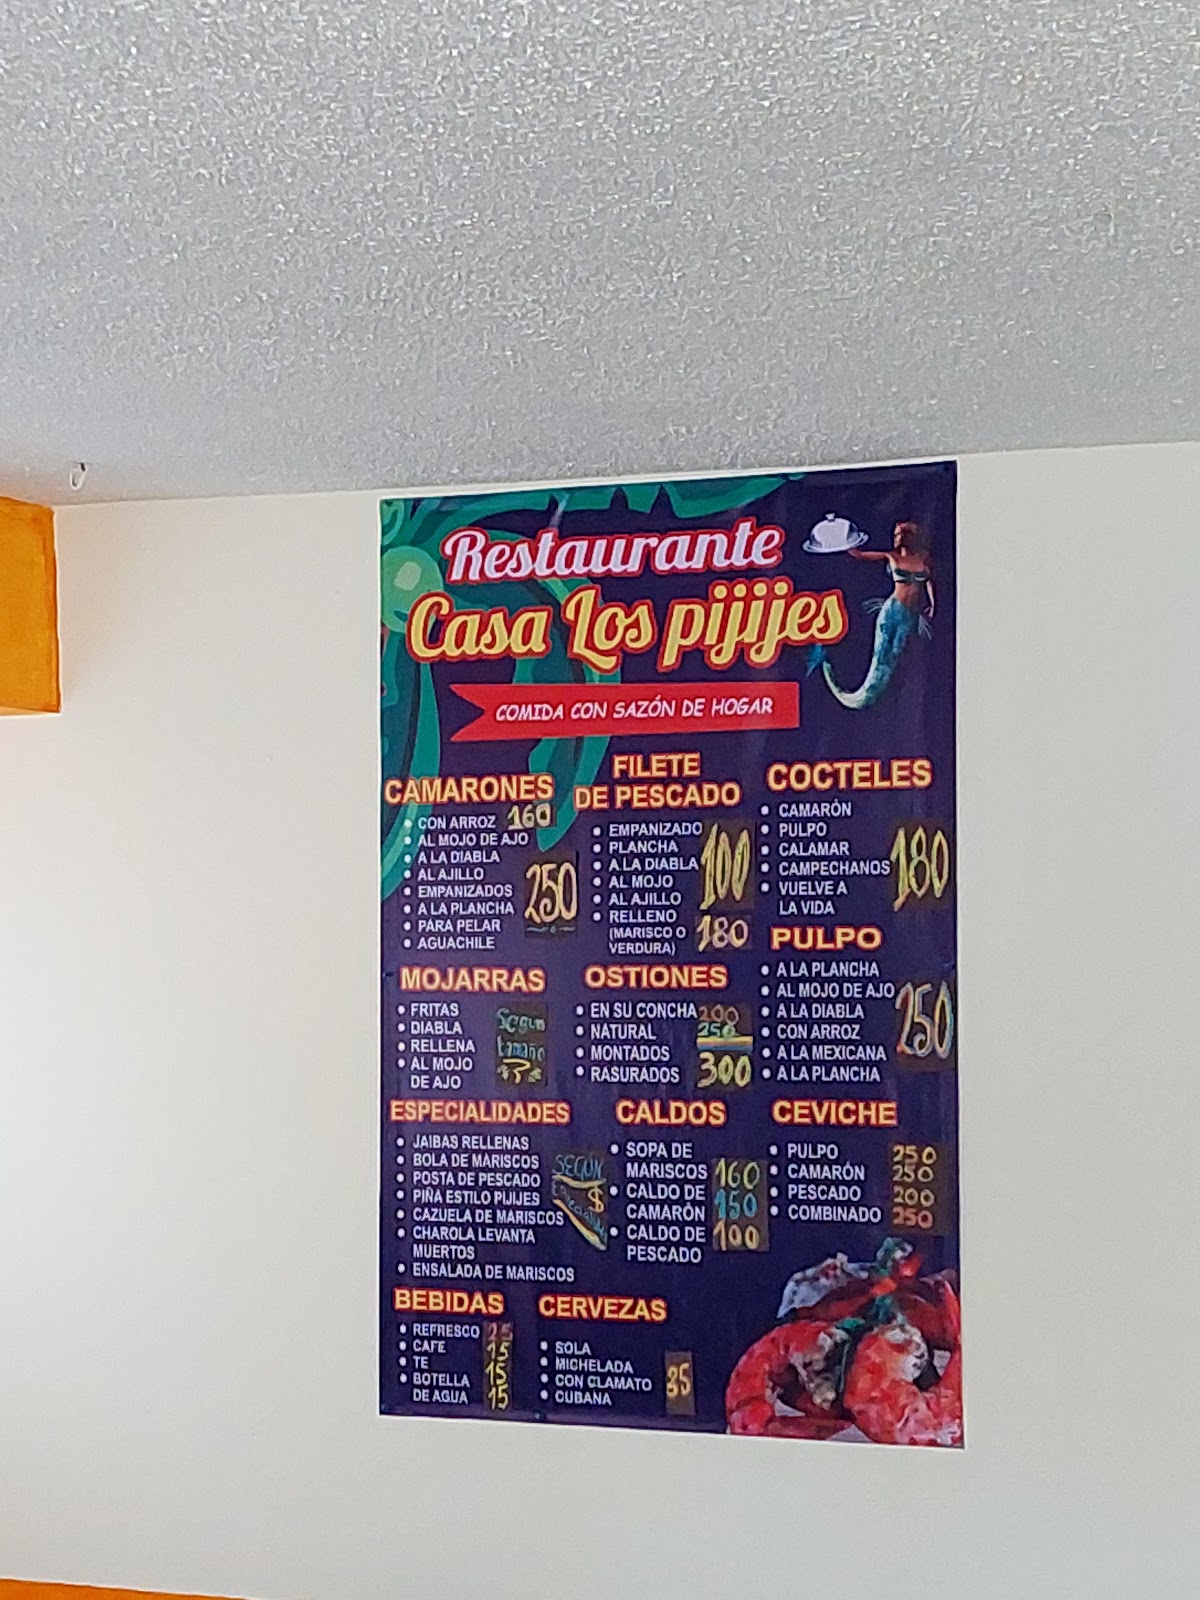 Restaurante
Casa Los pijijes
COMIDA CON SAZÓN DE HOGAR
CAMARONES
CON ARROZ 160
AL MOJO DE AJO
A LA DIABLA
AL AJILLO
EMPANIZADOS
A LA PLANCHA
PARA PELAR
AGUACHILE
250
FILETE
DE PESCADO
EMPANIZADO
PLANCHA
A LA DIABLA
AL MOJO
AL AJILLO
100
RELLENO
(MARISCO O
VERDURA)
180
COCTELES
CAMARÓN
PULPO
CALAMAR
CAMPECHANOS
VUELVE A
LA VIDA
180
PULPO
A LA PLANCHA
AL MOJO DE AJO
A LA DIABLA
CON ARROZ
A LA MEXICANA
A LA PLANCHA
250
MOJARRAS
FRITAS
DIABLA
RELLENA
AL MOJO
DE AJO
Segun
tamaño
OSTIONES
EN SU CONCHA 200
NATURAL 250
MONTADOS
RASURADOS
300
ESPECIALIDADES
JAIBAS RELLENAS
BOLA DE MARISCOS
POSTA DE PESCADO
PIÑA ESTILO PIJIJES
CAZUELA DE MARISCOS
CHAROLA LEVANTA
MUERTOS
ENSALADA DE MARISCOS
SEGUN
$
CALDOS
SOPA DE
MARISCOS 160
CALDO DE
CAMARÓN 150
CALDO DE
PESCADO 100
CEVICHE
PULPO 250
CAMARÓN 250
PESCADO 200
COMBINADO 250
BEBIDAS
REFRESCO 25
CAFE 15
TE 15
BOTELLA
DE AGUA 15
CERVEZAS
SOLA
MICHELADA
CON CLAMATO
CUBANA
35